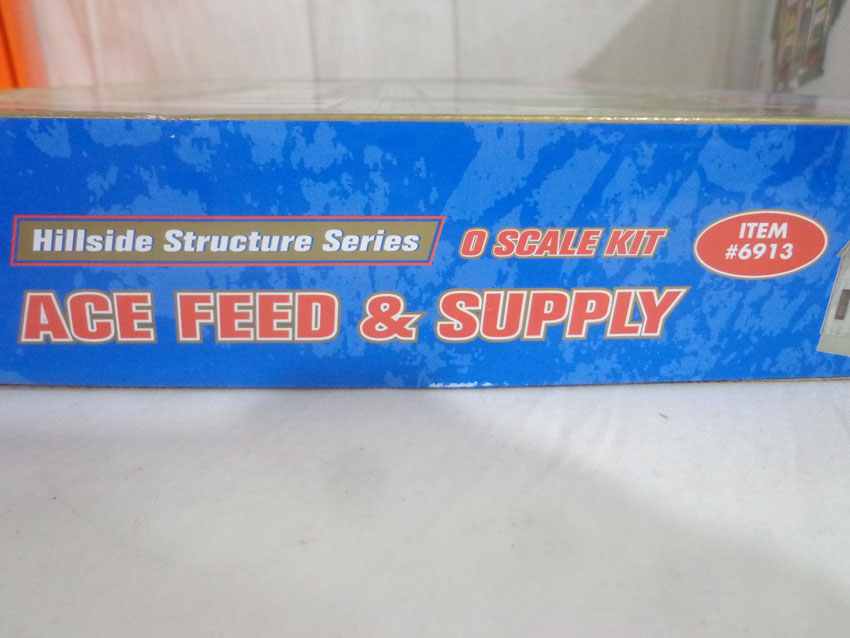 Hillside Structure Series
O SCALE KIT
ITEM
#6913
ACE FEED & SUPPLY